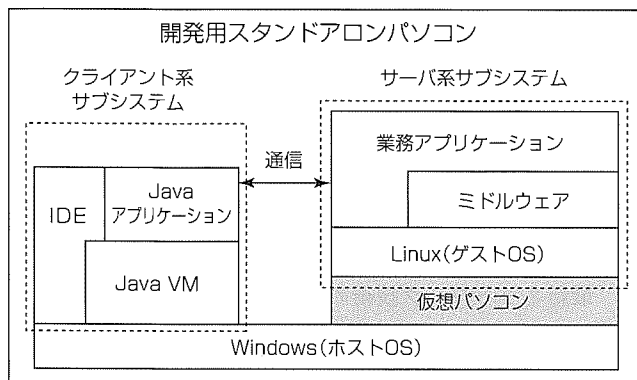 開発用スタンドアロンパソコン
クライアント系
サブシステム
サーバ系サブシステム
通信
業務アプリケーション
ミドルウェア
Linux(ゲストOS)
仮想パソコン
IDE
Java
アプリケーション
Java VM
Windows(ホストOS)